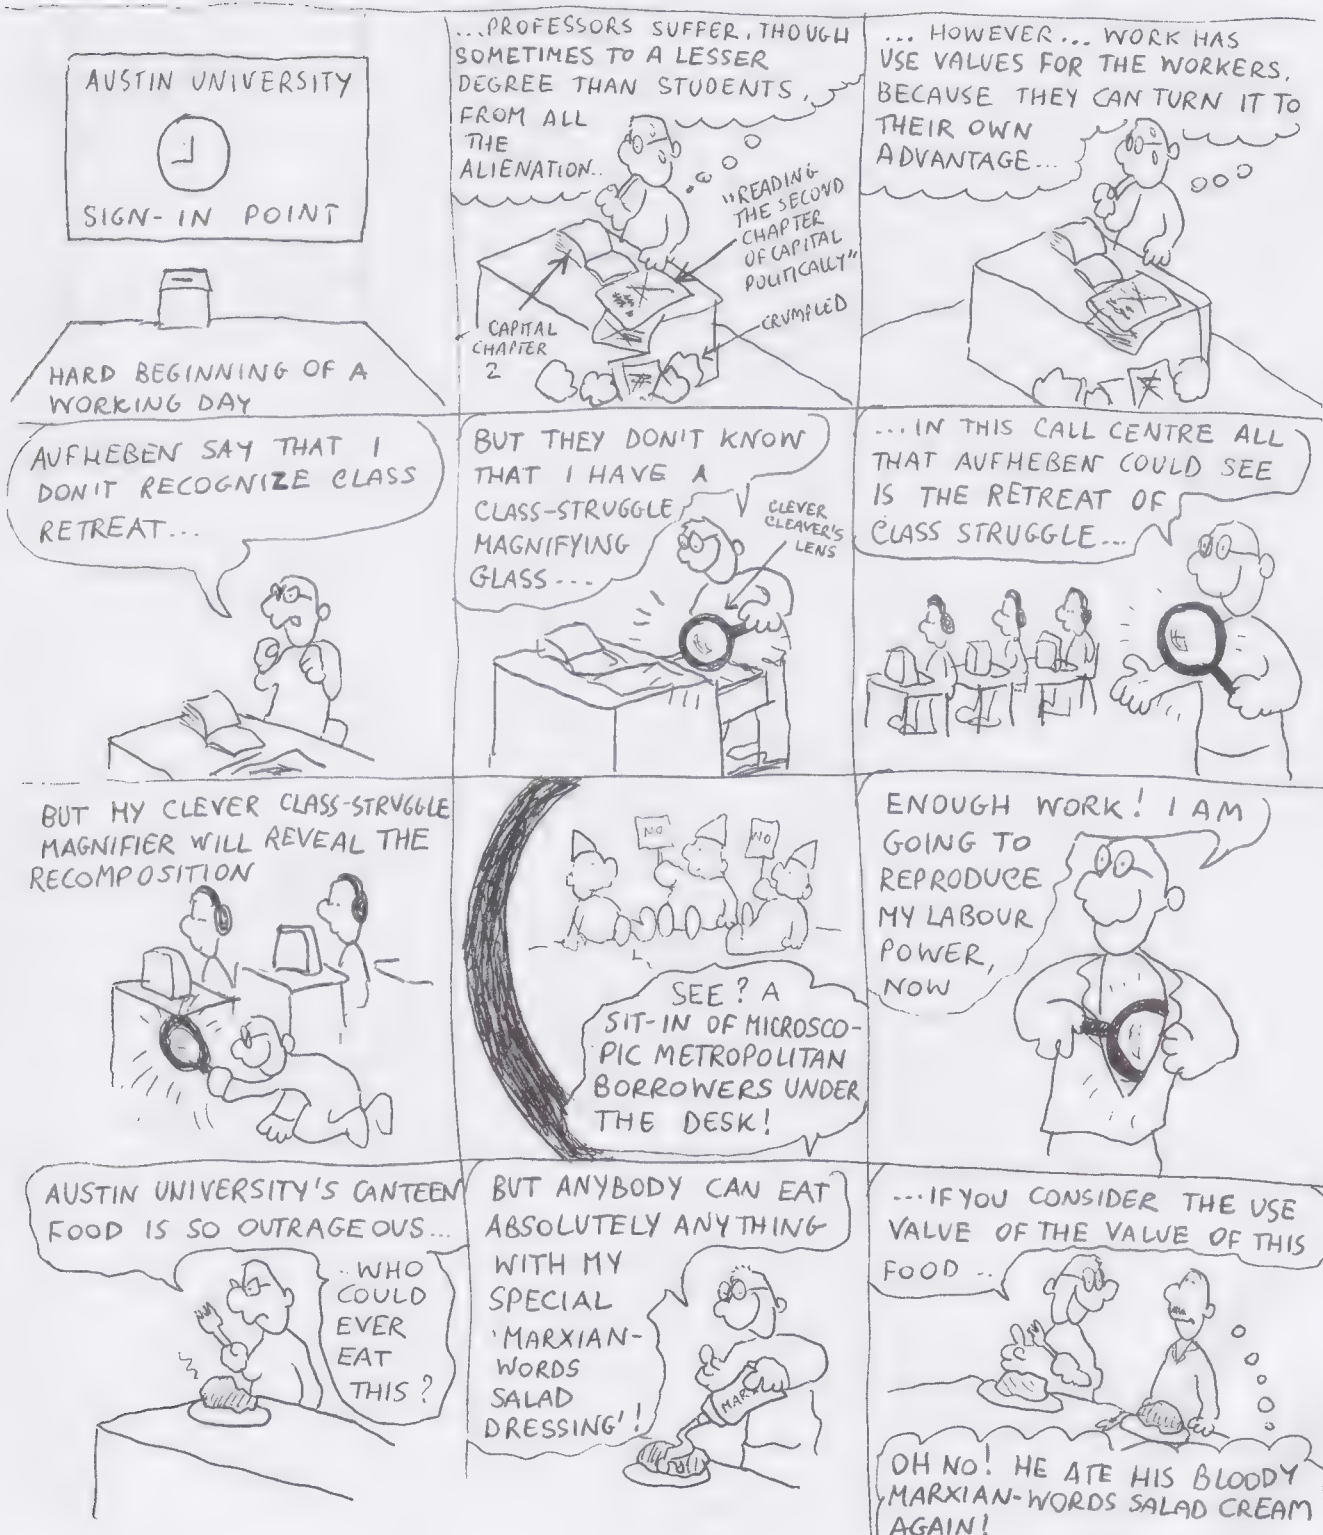 AUSTIN UNIVERSITY
SIGN-IN POINT
HARD BEGINNING OF A
WORKING DAY
...PROFESSORS SUFFER, THOUGH
SOMETIMES TO A LESSER
DEGREE THAN STUDENTS,
FROM ALL
THE
ALIENATION..
"READING
THE SECOND
CHAPTER
OF CAPITAL
POLITICALLY"
CAPITAL
CHAPTER
2
CRUMPLED
... HOWEVER... WORK HAS
USE VALUES FOR THE WORKERS,
BECAUSE THEY CAN TURN IT TO
THEIR OWN
ADVANTAGE...
AUFHEBEN SAY THAT I
DON'T RECOGNIZE CLASS
RETREAT...
BUT THEY DON'T KNOW
THAT I HAVE A
CLASS-STRUGGLE
MAGNIFYING
GLASS...
CLEVER
CLEAVER'S
LENS
...IN THIS CALL CENTRE ALL
THAT AUFHEBEN COULD SEE
IS THE RETREAT OF
CLASS STRUGGLE...
BUT MY CLEVER CLASS-STRUGGLE
MAGNIFIER WILL REVEAL THE
RECOMPOSITION
NO
NO
SEE? A
SIT-IN OF MICROSCO-
PIC METROPOLITAN
BORROWERS UNDER
THE DESK!
ENOUGH WORK! I AM
GOING TO
REPRODUCE
MY LABOUR
POWER,
NOW
AUSTIN UNIVERSITY'S CANTEEN
FOOD IS SO OUTRAGEOUS...
..WHO
COULD
EVER
EAT
THIS?
BUT ANYBODY CAN EAT
ABSOLUTELY ANYTHING
WITH MY
SPECIAL
'MARXIAN-
WORDS
SALAD
DRESSING'!
MARX
...IF YOU CONSIDER THE USE
VALUE OF THE VALUE OF THIS
FOOD..
OH NO! HE ATE HIS BLOODY
MARXIAN-WORDS SALAD CREAM
AGAIN!